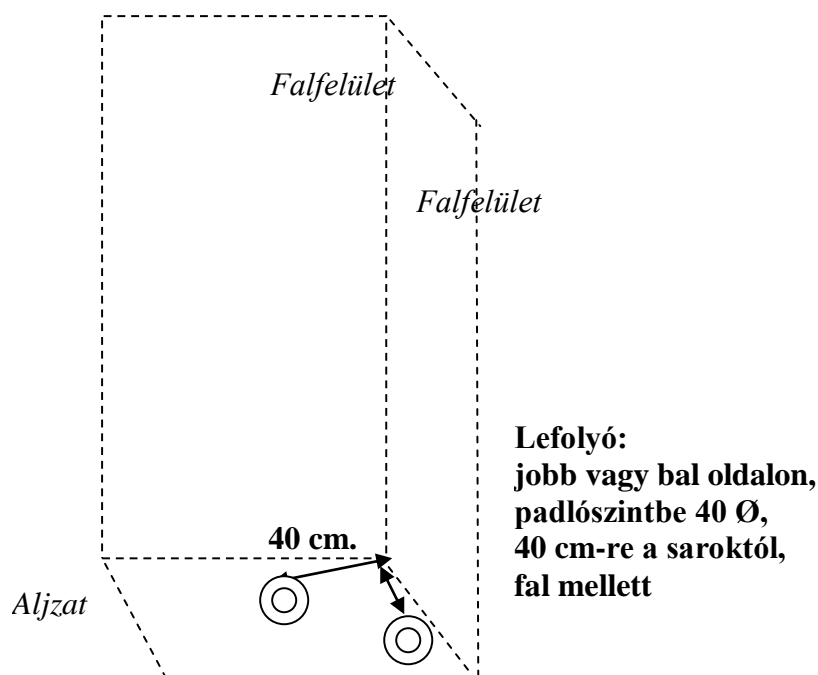 Falfelület
Falfelület
Lefolyó:
jobb vagy bal oldalon,
padlószintbe 40 Ø,
40 cm-re a saroktól,
fal mellett
40 cm.
Aljzat